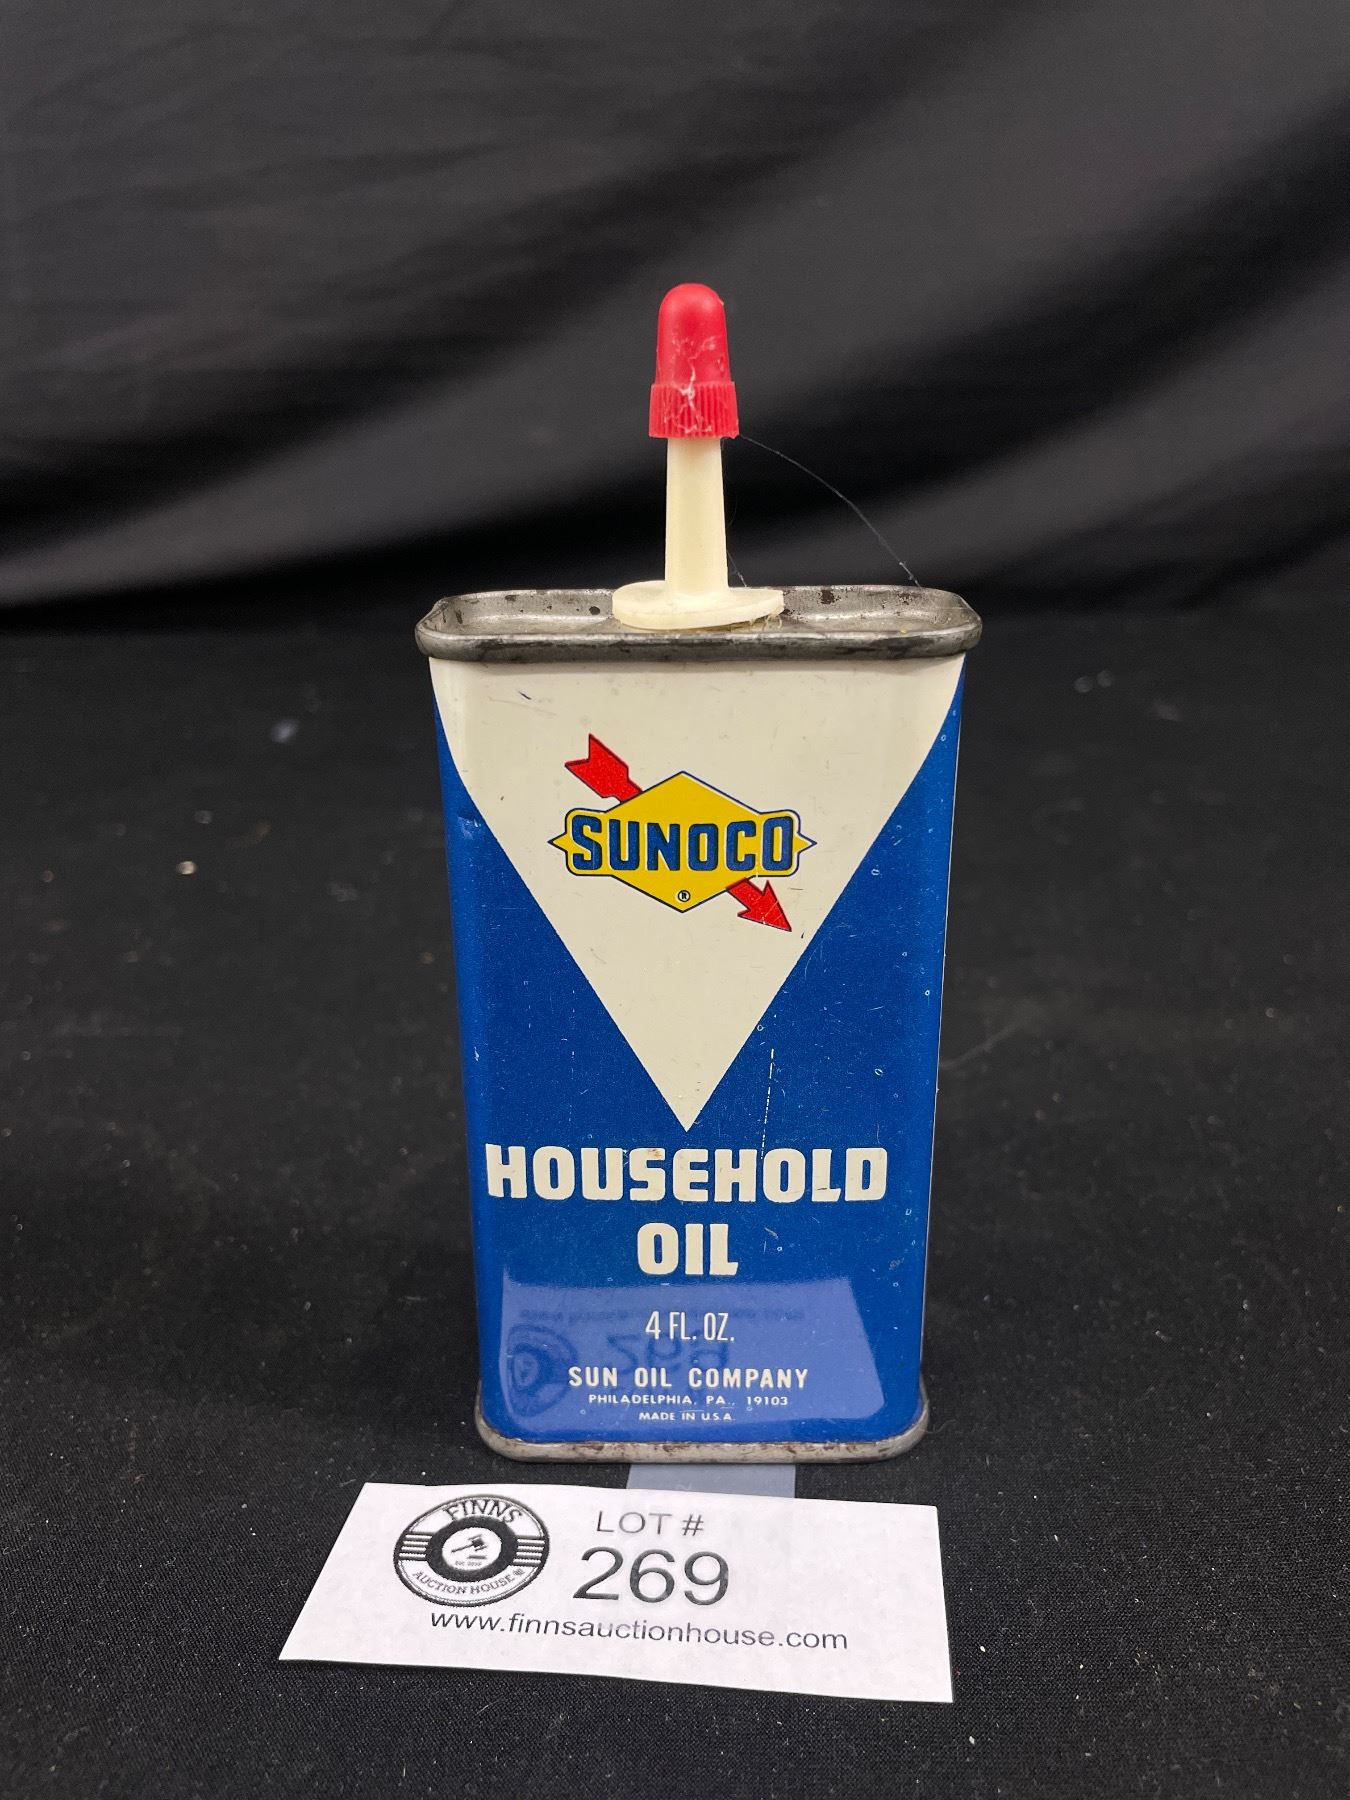 SUNOCO
®
HOUSEHOLD
OIL
4 FL. OZ.
SUN OIL COMPANY
PHILADELPHIA, PA., 19103
MADE IN U.S.A.
FINNS
AUCTION HOUSE
LOT #
269
www.finnsauctionhouse.com